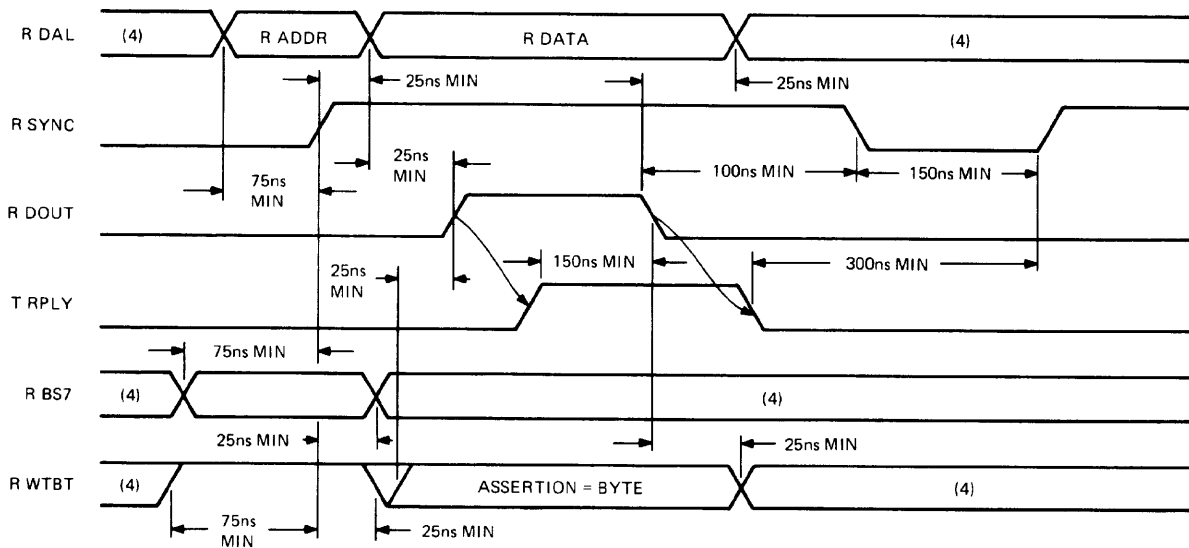 R DAL (4) R ADDR R DATA (4)
25ns MIN 25ns MIN
R SYNC
75ns
MIN
25ns
MIN
100ns MIN 150ns MIN
R DOUT
25ns
MIN
150ns MIN 300ns MIN
T RPLY
75ns MIN
R BS7 (4) (4)
25ns MIN 25ns MIN
R WTBT (4) ASSERTION = BYTE (4)
75ns
MIN
25ns MIN